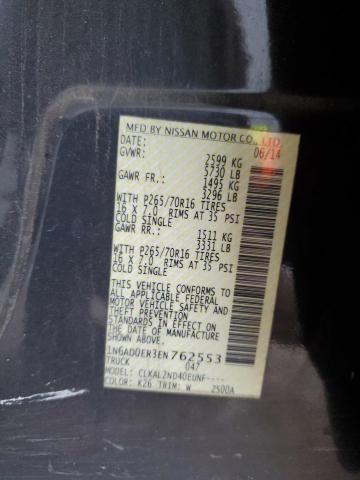 MFD BY NISSAN MOTOR CO., LTD.
DATE: 06/14
GVWR: 2599 KG
5730 LB
GAWR FR.: 1495 KG
3296 LB
WITH P265/70R16 TIRES
16 X 7.0 RIMS AT 35 PSI
COLD SINGLE
GAWR RR.: 1511 KG
3331 LB
WITH P265/70R16 TIRES
16 X 7.0 RIMS AT 35 PSI
COLD SINGLE
THIS VEHICLE CONFORMS TO
ALL APPLICABLE FEDERAL
MOTOR VEHICLE SAFETY AND
THEFT PREVENTION
STANDARDS IN EFFECT ON
THE DATE OF MANUFACTURE
SHOWN ABOVE.
1N6AD0ER3EN762553
TRUCK 047
MODEL: CLKAL2ND40EUNF----
COLOR: K26 TRIM: W 2500A